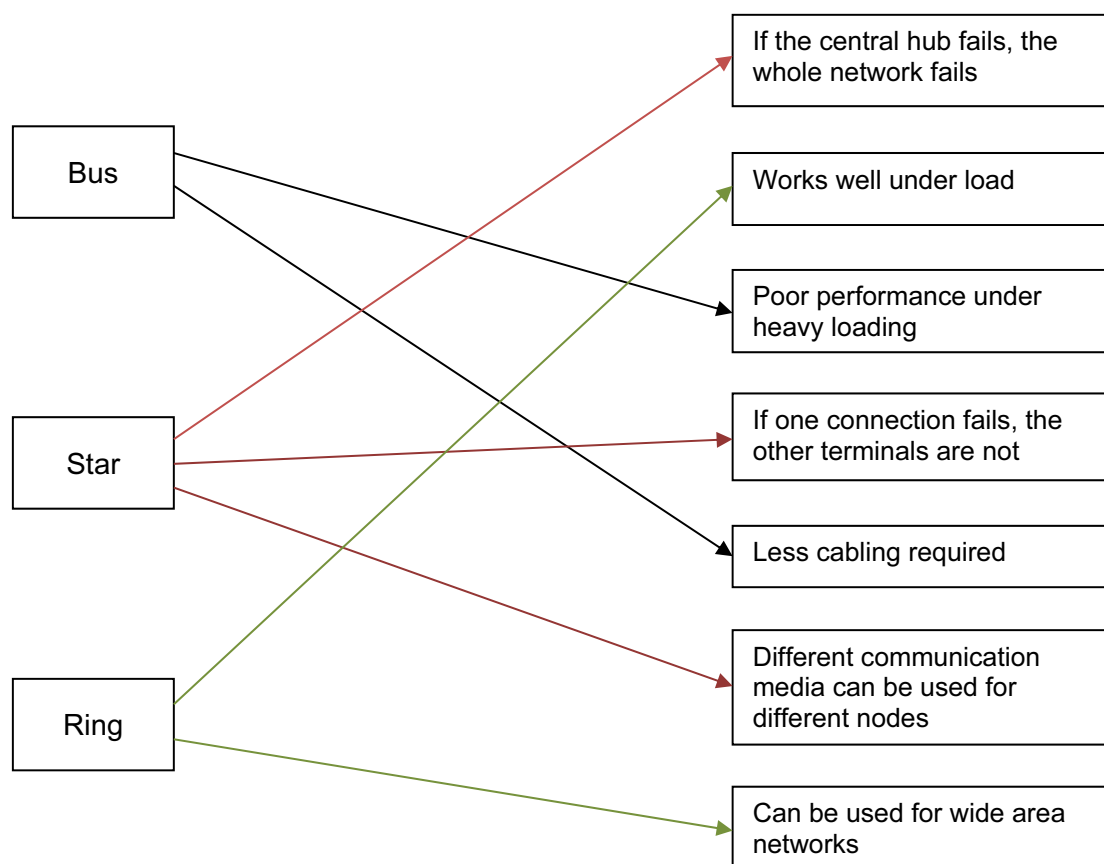 If the central hub fails, the
whole network fails
Bus
Works well under load
Poor performance under
heavy loading
If one connection fails, the
other terminals are not
Star
Less cabling required
Different communication
media can be used for
different nodes
Ring
Can be used for wide area
networks